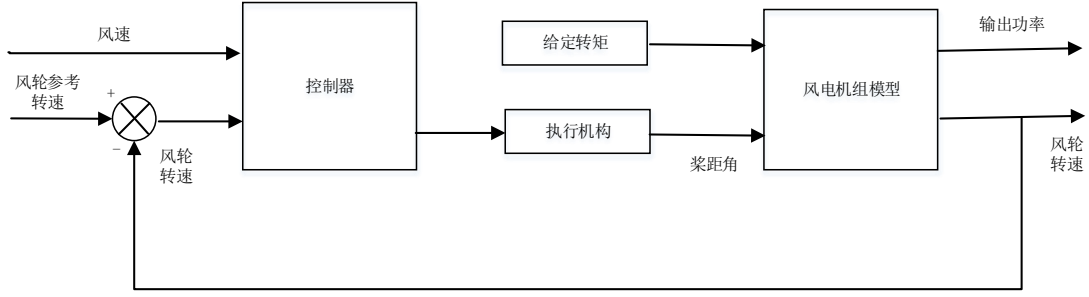 风速
风轮参考
转速
+
−
风轮
转速
控制器
给定转矩
执行机构
桨距角
风电机组模型
输出功率
风轮
转速